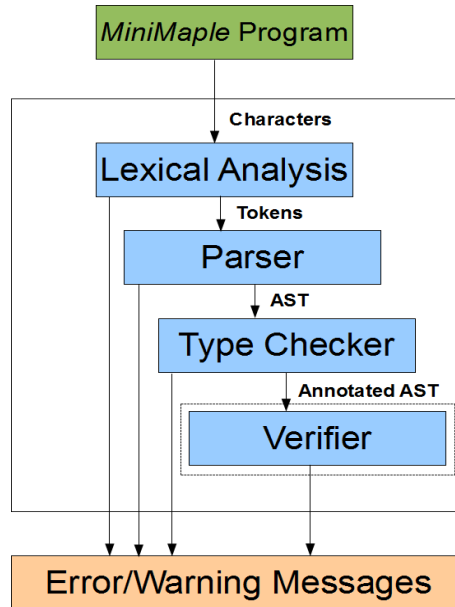 MiniMaple Program
Characters
Lexical Analysis
Tokens
Parser
AST
Type Checker
Annotated AST
Verifier
Error/Warning Messages